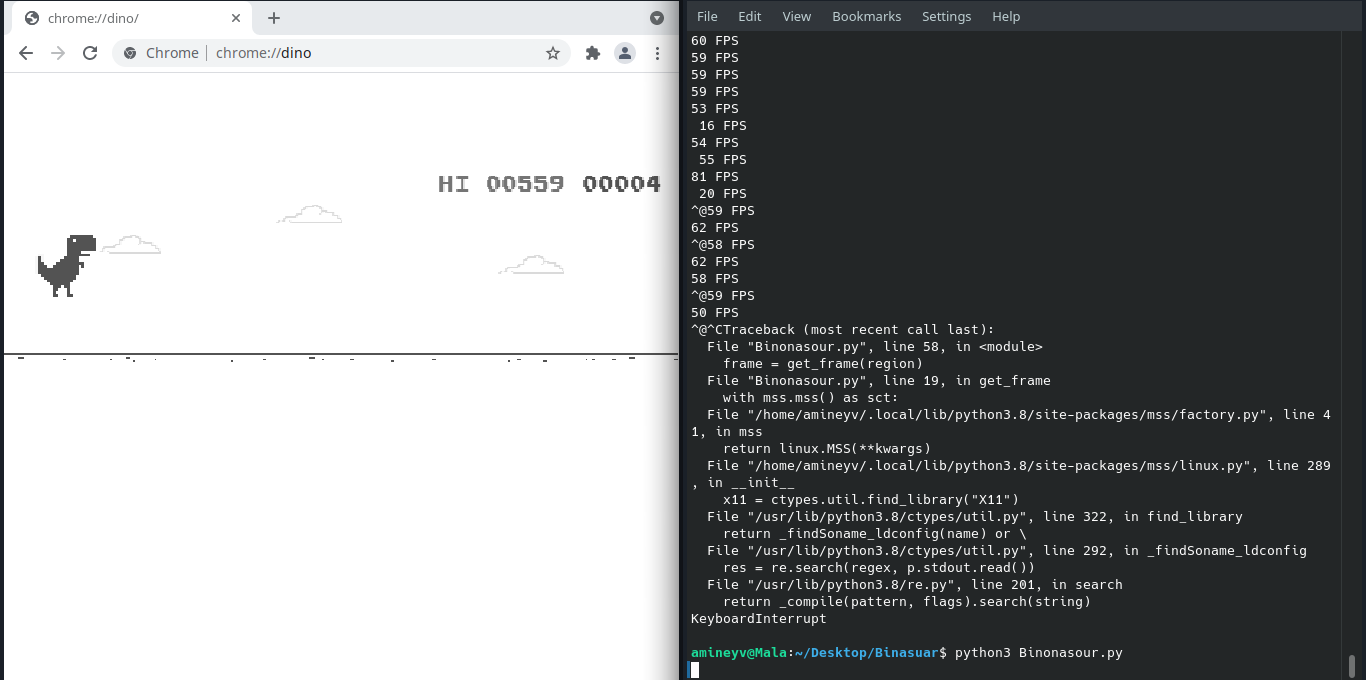 chrome://dino/
Chrome | chrome://dino
HI 00559 00004
File Edit View Bookmarks Settings Help
60 FPS
59 FPS
59 FPS
59 FPS
53 FPS
 16 FPS
54 FPS
 55 FPS
81 FPS
 20 FPS
^@59 FPS
62 FPS
^@58 FPS
62 FPS
58 FPS
^@59 FPS
50 FPS
^@^CTraceback (most recent call last):
  File "Binonasour.py", line 58, in <module>
    frame = get_frame(region)
  File "Binonasour.py", line 19, in get_frame
    with mss.mss() as sct:
  File "/home/amineyv/.local/lib/python3.8/site-packages/mss/factory.py", line 4
1, in mss
    return linux.MSS(**kwargs)
  File "/home/amineyv/.local/lib/python3.8/site-packages/mss/linux.py", line 289
, in __init__
    x11 = ctypes.util.find_library("X11")
  File "/usr/lib/python3.8/ctypes/util.py", line 322, in find_library
    return _findSoname_ldconfig(name) or \
  File "/usr/lib/python3.8/ctypes/util.py", line 292, in _findSoname_ldconfig
    res = re.search(regex, p.stdout.read())
  File "/usr/lib/python3.8/re.py", line 201, in search
    return _compile(pattern, flags).search(string)
KeyboardInterrupt
amineyv@Mala:~/Desktop/Binasuar$ python3 Binonasour.py